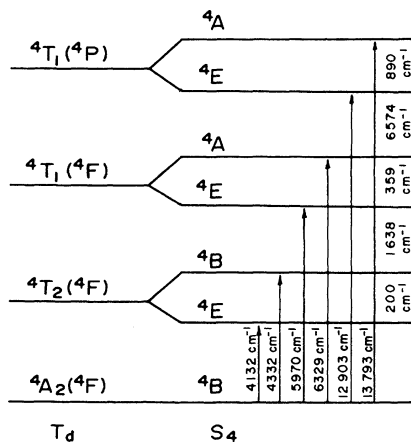 ⁴A
⁴T₁(⁴P)
⁴E
890 cm⁻¹
6574 cm⁻¹
⁴A
⁴T₁(⁴F)
⁴E
359 cm⁻¹
1638 cm⁻¹
⁴B
⁴T₂(⁴F)
⁴E
200 cm⁻¹
4132 cm⁻¹
4332 cm⁻¹
5970 cm⁻¹
6329 cm⁻¹
12 903 cm⁻¹
13 793 cm⁻¹
⁴A₂(⁴F)
⁴B
T_d
S₄